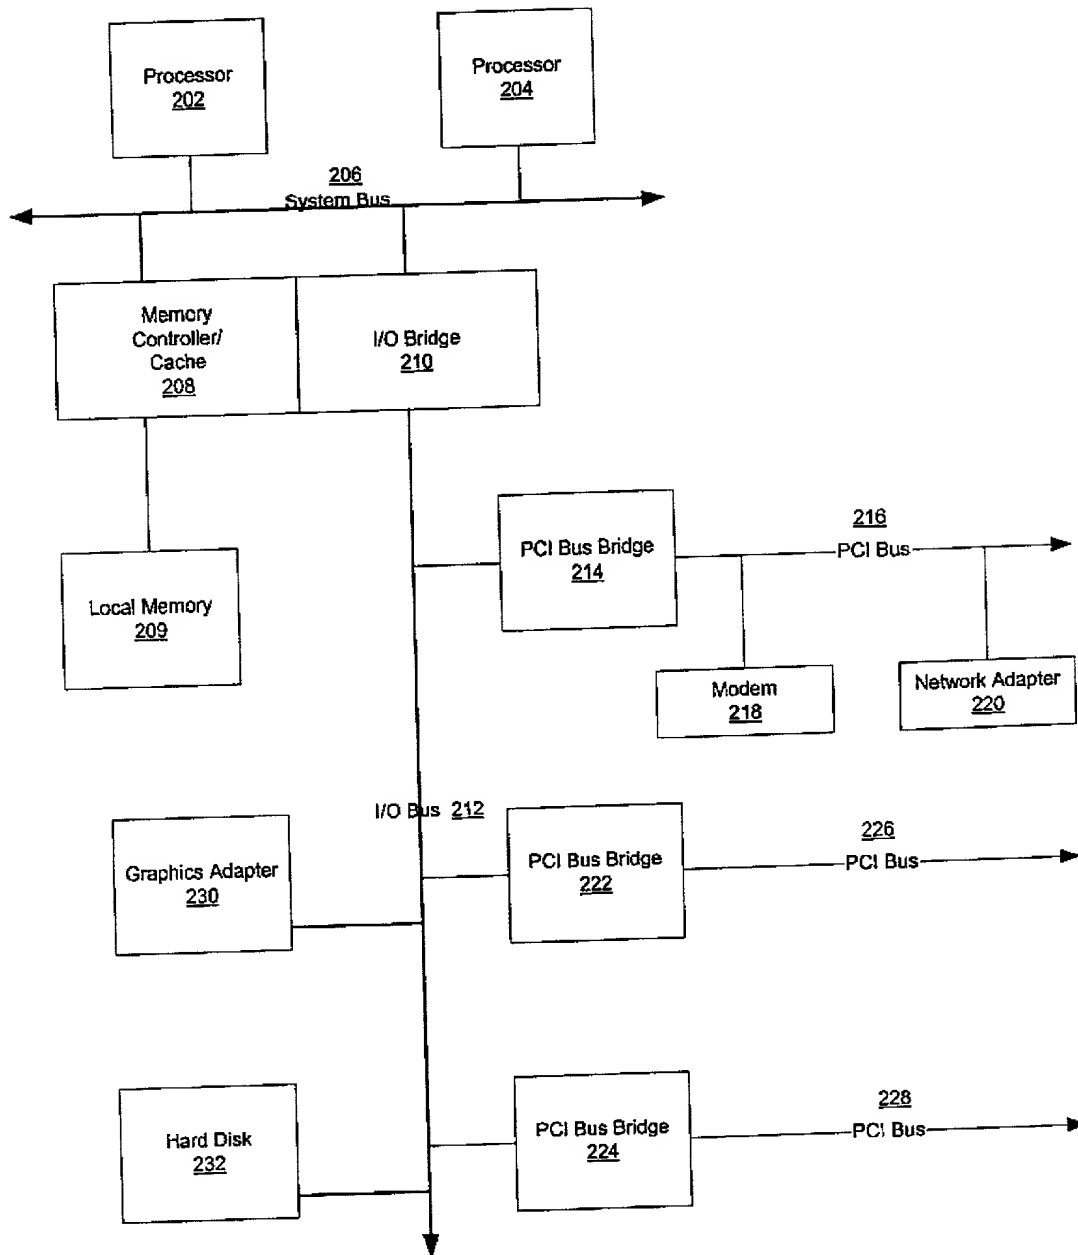 Processor
202
Processor
204
206
System Bus
Memory
Controller/
Cache
208
I/O Bridge
210
PCI Bus Bridge
214
216
PCI Bus
Local Memory
209
Modem
218
Network Adapter
220
I/O Bus 212
Graphics Adapter
230
PCI Bus Bridge
222
226
PCI Bus
Hard Disk
232
PCI Bus Bridge
224
228
PCI Bus